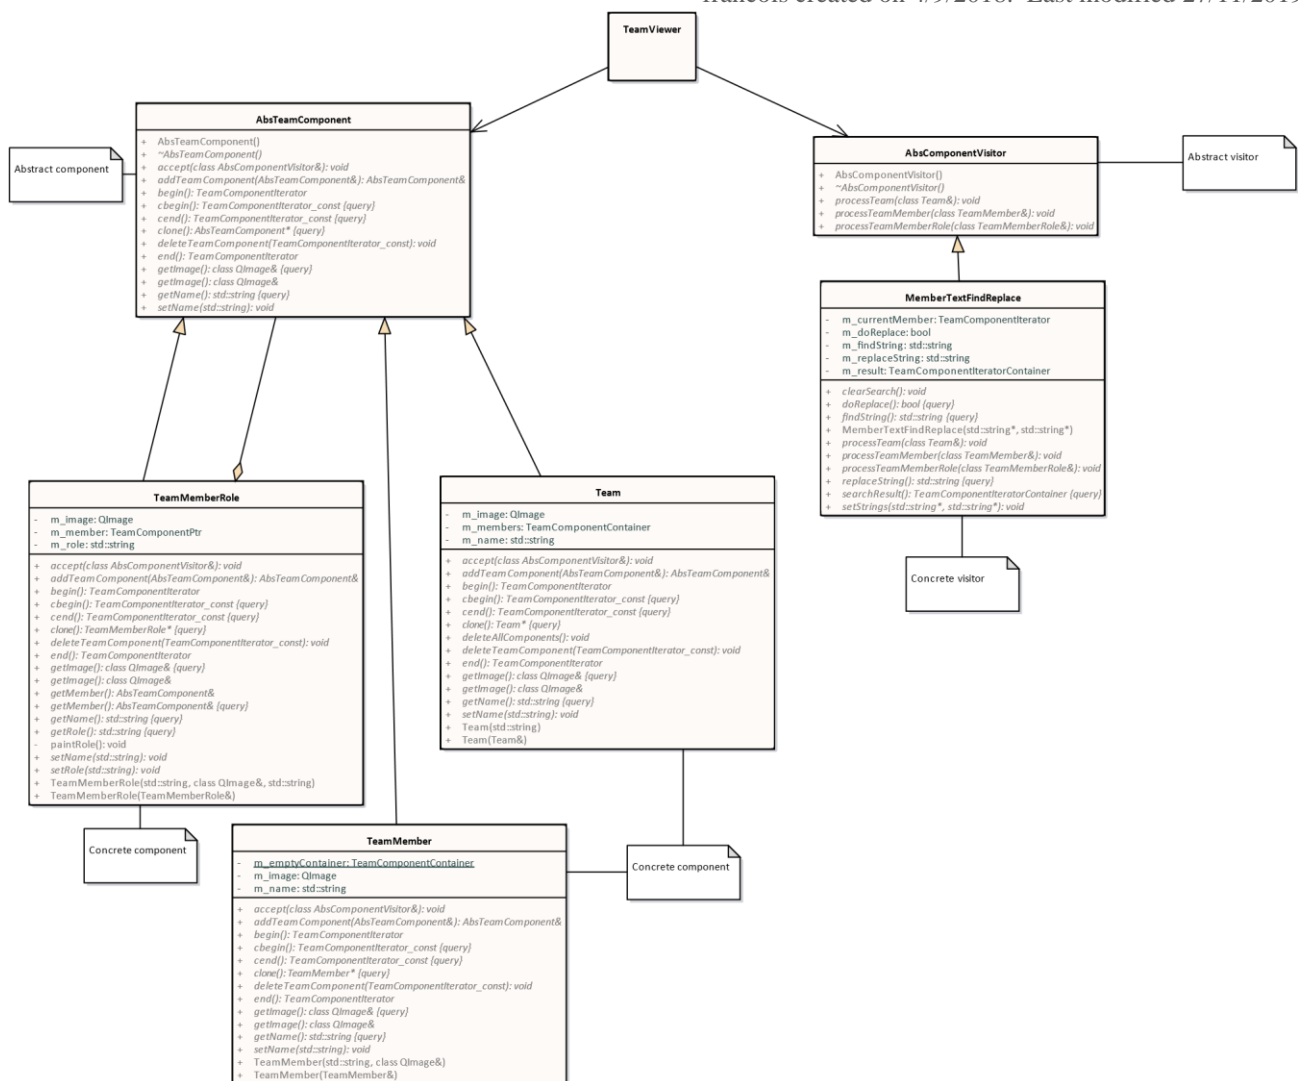 francois created on 4/9/2018. Last modified 27/11/2019
TeamViewer
AbsTeamComponent
+ AbsTeamComponent()
+ ~AbsTeamComponent()
+ accept(class AbsComponentVisitor&): void
+ addTeamComponent(AbsTeamComponent&): AbsTeamComponent&
+ begin(): TeamComponentIterator
+ cbegin(): TeamComponentIterator_const {query}
+ cend(): TeamComponentIterator_const {query}
+ clone(): AbsTeamComponent* {query}
+ deleteTeamComponent(TeamComponentIterator_const): void
+ end(): TeamComponentIterator
+ getImage(): class QImage& {query}
+ getImage(): class QImage&
+ getName(): std::string {query}
+ setName(std::string): void
Abstract component
AbsComponentVisitor
+ AbsComponentVisitor()
+ ~AbsComponentVisitor()
+ processTeam(class Team&): void
+ processTeamMember(class TeamMember&): void
+ processTeamMemberRole(class TeamMemberRole&): void
Abstract visitor
MemberTextFindReplace
- m_currentMember: TeamComponentIterator
- m_doReplace: bool
- m_findString: std::string
- m_replaceString: std::string
- m_result: TeamComponentIteratorContainer
+ clearSearch(): void
+ doReplace(): bool {query}
+ findString(): std::string {query}
+ MemberTextFindReplace(std::string*, std::string*)
+ processTeam(class Team&): void
+ processTeamMember(class TeamMember&): void
+ processTeamMemberRole(class TeamMemberRole&): void
+ replaceString(): std::string {query}
+ searchResult(): TeamComponentIteratorContainer {query}
+ setStrings(std::string*, std::string*): void
Concrete visitor
TeamMemberRole
- m_image: QImage
- m_member: TeamComponentPtr
- m_role: std::string
+ accept(class AbsComponentVisitor&): void
+ addTeamComponent(AbsTeamComponent&): AbsTeamComponent&
+ begin(): TeamComponentIterator
+ cbegin(): TeamComponentIterator_const {query}
+ cend(): TeamComponentIterator_const {query}
+ clone(): TeamMemberRole* {query}
+ deleteTeamComponent(TeamComponentIterator_const): void
+ end(): TeamComponentIterator
+ getImage(): class QImage& {query}
+ getImage(): class QImage&
+ getMember(): AbsTeamComponent&
+ getMember(): AbsTeamComponent& {query}
+ getName(): std::string {query}
+ getRole(): std::string {query}
- paintRole(): void
+ setName(std::string): void
+ setRole(std::string): void
+ TeamMemberRole(std::string, class QImage&, std::string)
+ TeamMemberRole(TeamMemberRole&)
Concrete component
Team
- m_image: QImage
- m_members: TeamComponentContainer
- m_name: std::string
+ accept(class AbsComponentVisitor&): void
+ addTeamComponent(AbsTeamComponent&): AbsTeamComponent&
+ begin(): TeamComponentIterator
+ cbegin(): TeamComponentIterator_const {query}
+ cend(): TeamComponentIterator_const {query}
+ clone(): Team* {query}
+ deleteAllComponents(): void
+ deleteTeamComponent(TeamComponentIterator_const): void
+ end(): TeamComponentIterator
+ getImage(): class QImage& {query}
+ getImage(): class QImage&
+ getName(): std::string {query}
+ setName(std::string): void
+ Team(std::string)
+ Team(Team&)
TeamMember
- m_emptyContainer: TeamComponentContainer
- m_image: QImage
- m_name: std::string
+ accept(class AbsComponentVisitor&): void
+ addTeamComponent(AbsTeamComponent&): AbsTeamComponent&
+ begin(): TeamComponentIterator
+ cbegin(): TeamComponentIterator_const {query}
+ cend(): TeamComponentIterator_const {query}
+ clone(): TeamMember* {query}
+ deleteTeamComponent(TeamComponentIterator_const): void
+ end(): TeamComponentIterator
+ getImage(): class QImage& {query}
+ getImage(): class QImage&
+ getName(): std::string {query}
+ setName(std::string): void
+ TeamMember(std::string, class QImage&)
+ TeamMember(TeamMember&)
Concrete component